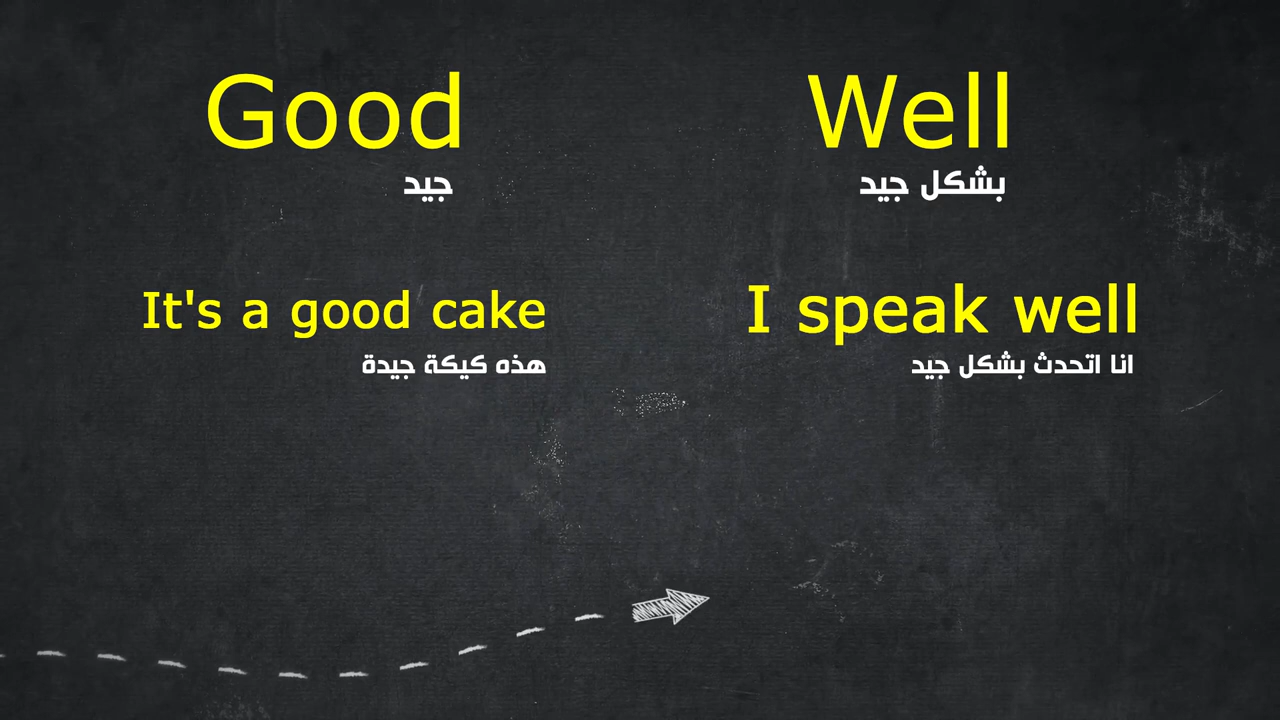 Good
جيد
It's a good cake
هذه كيكة جيدة
Well
بشكل جيد
I speak well
انا اتحدث بشكل جيد